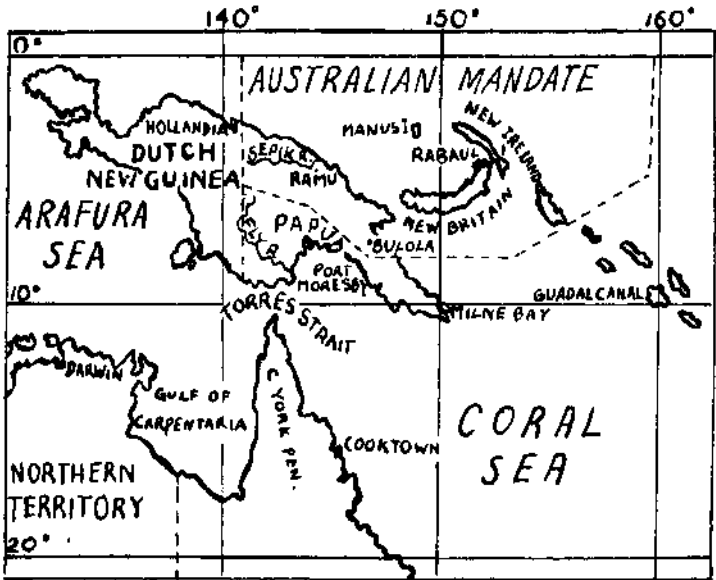 140° 150° 160°
0°
AUSTRALIAN MANDATE
HOLLANDIA
MANUS IS
NEW IRELAND
RABAUL
DUTCH
NEW GUINEA
SEPIK R.
RAMU
NEW BRITAIN
ARAFURA
SEA
FLY R.
PAPUA
BULOLA
PORT
MORESBY
GUADALCANAL
10°
TORRES STRAIT
MILNE BAY
DARWIN
GULF OF
CARPENTARIA
C YORK PEN.
COOKTOWN
CORAL
SEA
NORTHERN
TERRITORY
20°